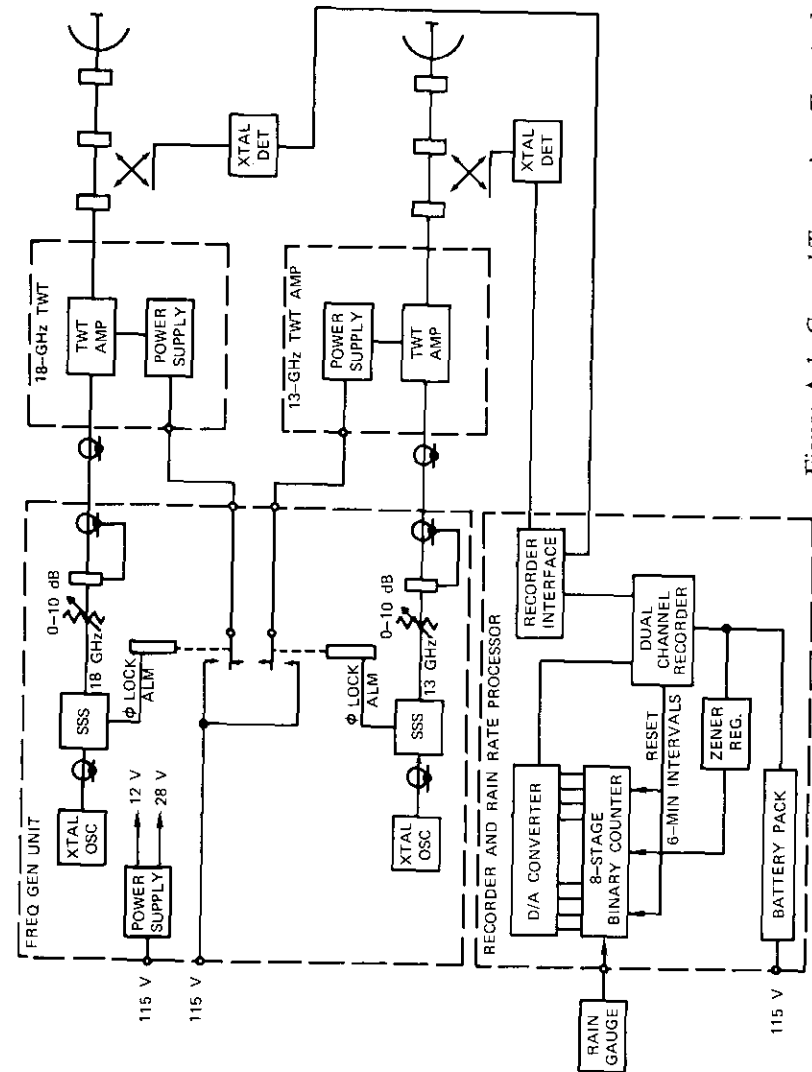 FREQ GEN UNIT
115 V
POWER
SUPPLY
12 V
28 V
115 V
XTAL
OSC
SSS
18 GHz
0-10 dB
Φ LOCK
ALM
18-GHz TWT
TWT
AMP
POWER
SUPPLY
XTAL
DET
13-GHz TWT AMP
POWER
SUPPLY
TWT
AMP
XTAL
DET
Φ LOCK
ALM
XTAL
OSC
SSS
13 GHz
0-10 dB
RECORDER AND RAIN RATE PROCESSOR
RAIN
GAUGE
D/A CONVERTER
8-STAGE
BINARY COUNTER
RESET
6-MIN INTERVALS
RECORDER
INTERFACE
DUAL
CHANNEL
RECORDER
ZENER
REG.
115 V
BATTERY PACK